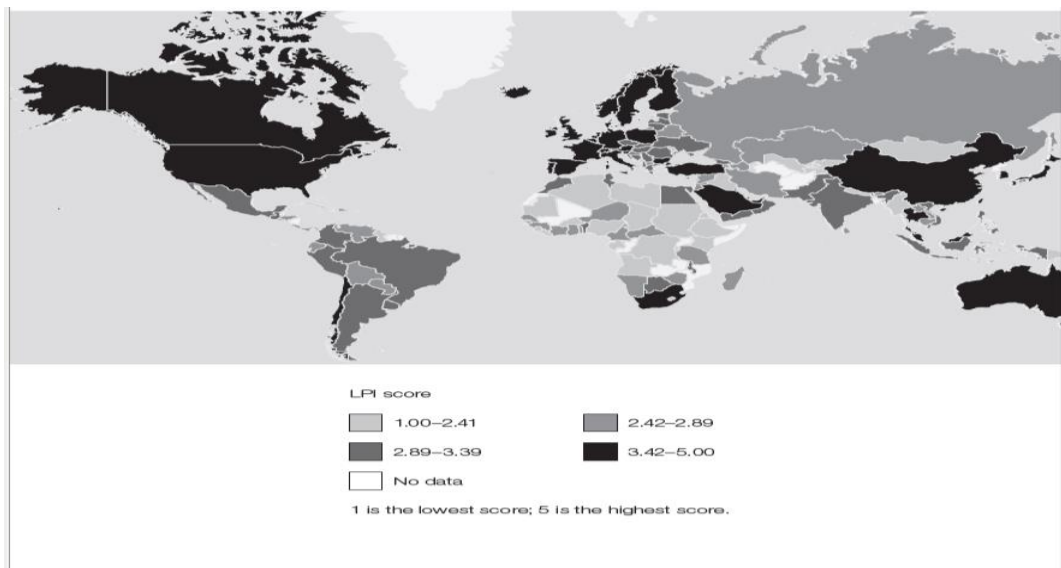 LPI score
1.00–2.41
2.42–2.89
2.89–3.39
3.42–5.00
No data
1 is the lowest score; 5 is the highest score.